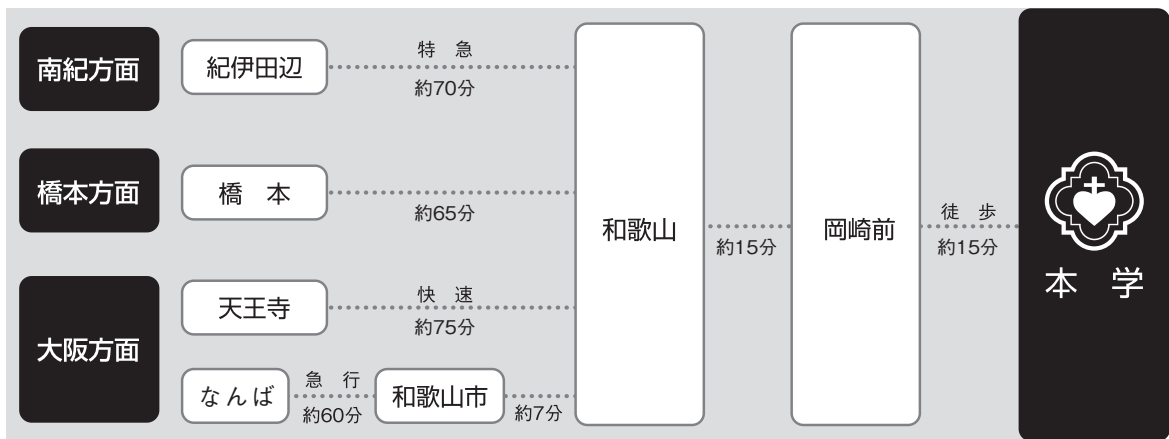 南紀方面
紀伊田辺
特 急
約70分
橋本方面
橋 本
約65分
大阪方面
天王寺
快 速
約75分
なんば
急 行
約60分
和歌山市
約7分
和歌山
約15分
岡崎前
徒 歩
約15分
本 学